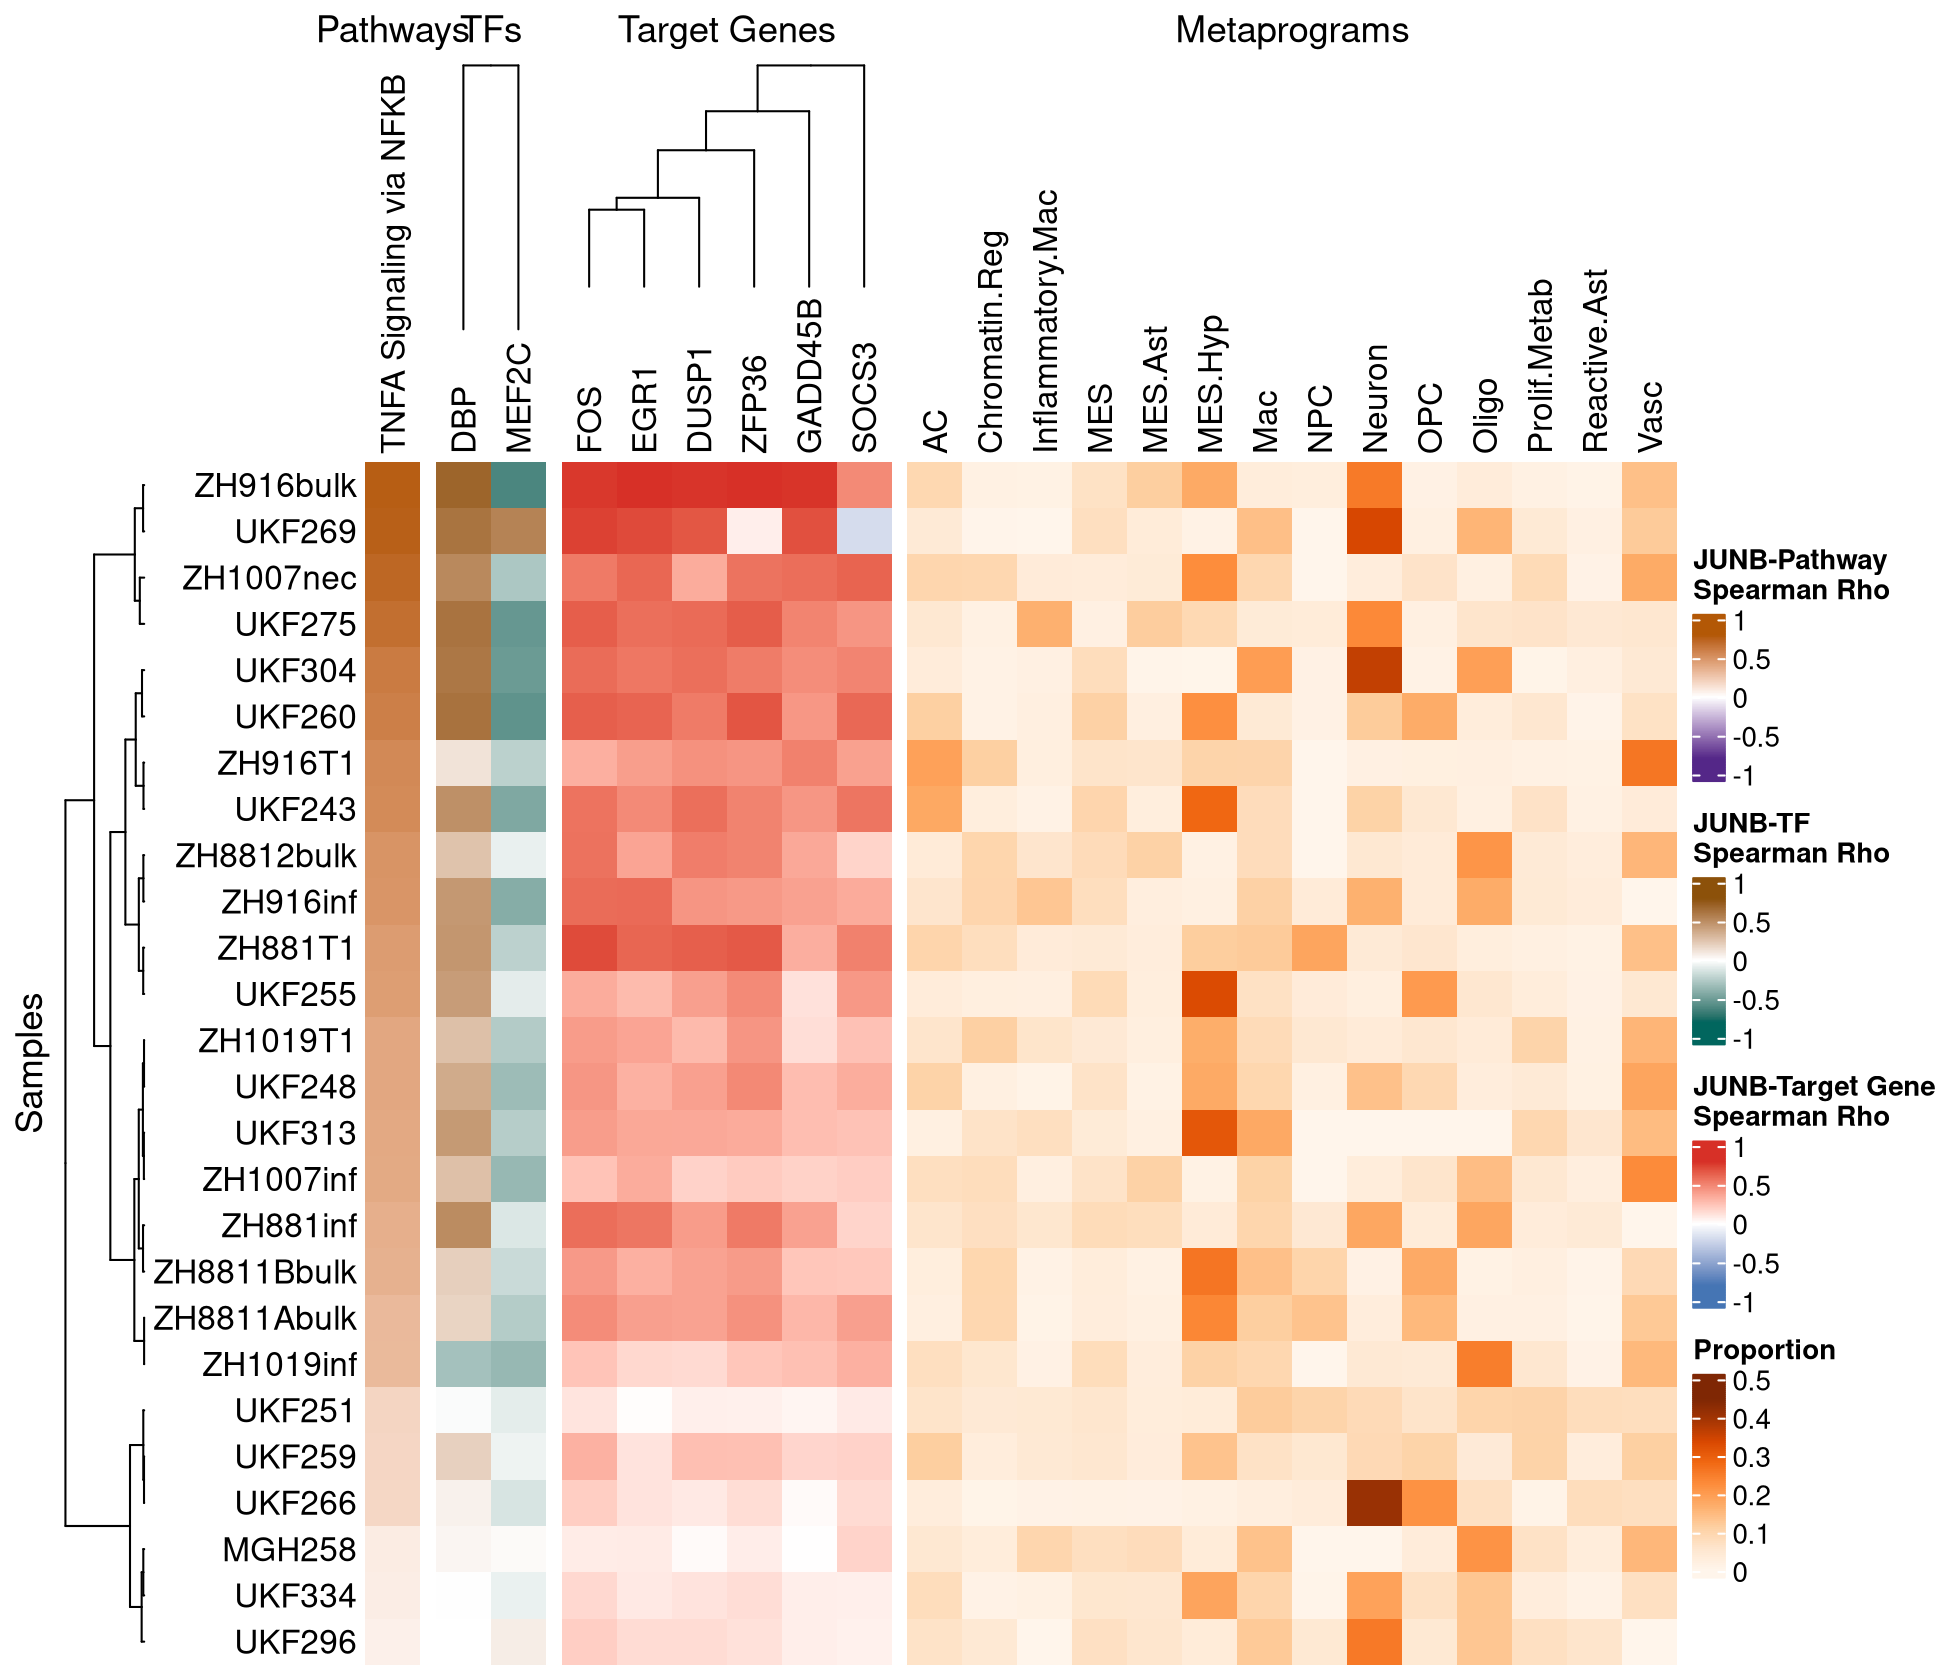 Pathways
TFs
Target Genes
Metaprograms
TNFA Signaling via NFKB
DBP
MEF2C
FOS
EGR1
DUSP1
ZFP36
GADD45B
SOCS3
AC
Chromatin.Reg
Inflammatory.Mac
MES
MES.Ast
MES.Hyp
Mac
NPC
Neuron
OPC
Oligo
Prolif.Metab
Reactive.Ast
Vasc
Samples
ZH916bulk
UKF269
ZH1007nec
UKF275
UKF304
UKF260
ZH916T1
UKF243
ZH8812bulk
ZH916inf
ZH881T1
UKF255
ZH1019T1
UKF248
UKF313
ZH1007inf
ZH881inf
ZH8811Bbulk
ZH8811Abulk
ZH1019inf
UKF251
UKF259
UKF266
MGH258
UKF334
UKF296
JUNB-Pathway
Spearman Rho
1
0.5
0
-0.5
-1
JUNB-TF
Spearman Rho
1
0.5
0
-0.5
-1
JUNB-Target Gene
Spearman Rho
1
0.5
0
-0.5
-1
Proportion
0.5
0.4
0.3
0.2
0.1
0